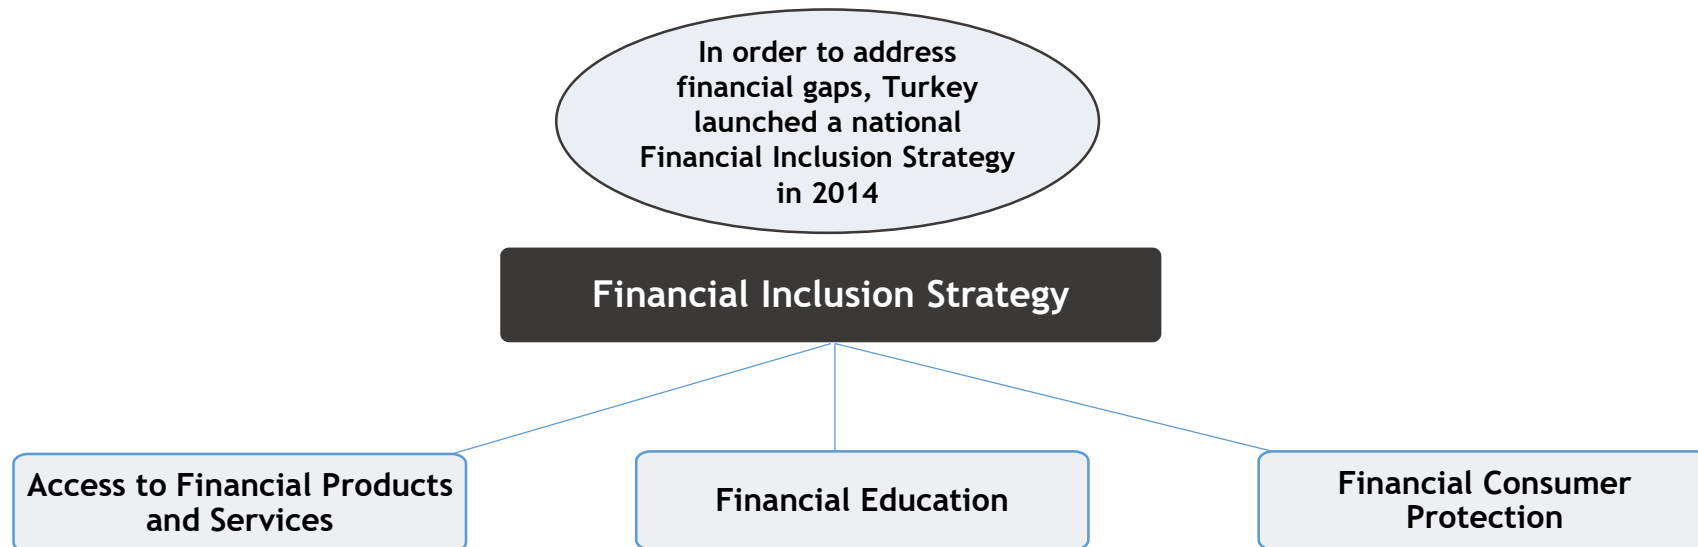 In order to address
financial gaps, Turkey
launched a national
Financial Inclusion Strategy
in 2014
Financial Inclusion Strategy
Access to Financial Products
and Services
Financial Education
Financial Consumer
Protection